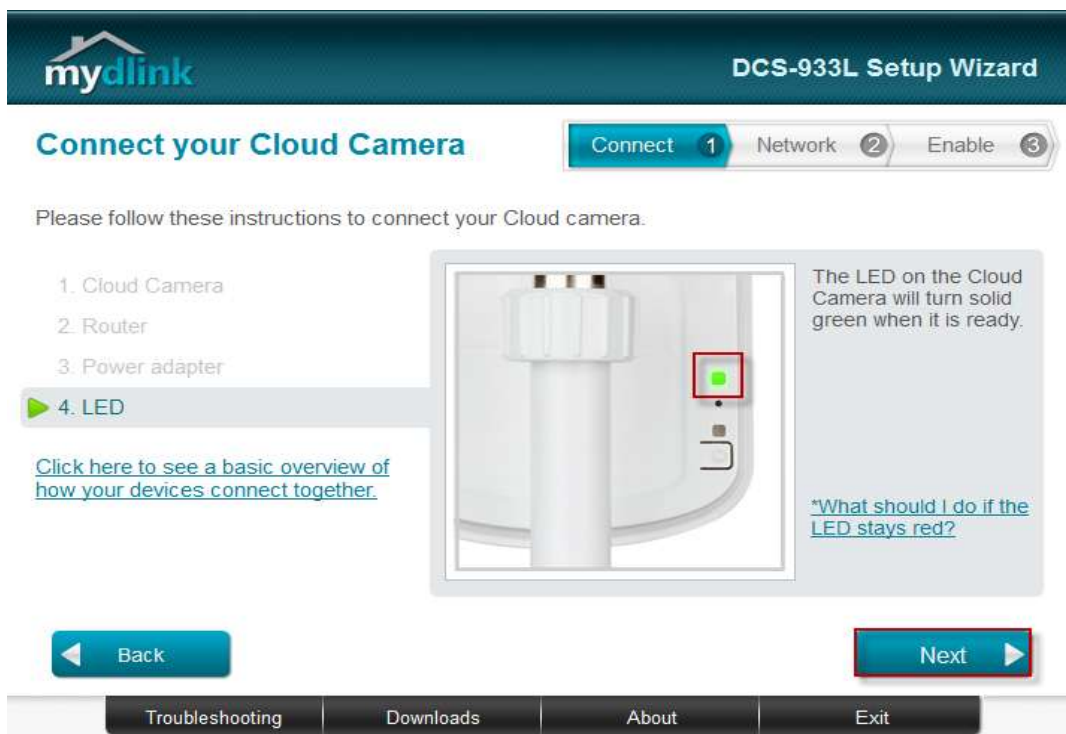 mydlink
DCS-933L Setup Wizard
Connect your Cloud Camera
Connect 1 Network 2 Enable 3
Please follow these instructions to connect your Cloud camera.
1. Cloud Camera
2. Router
3. Power adapter
4. LED
Click here to see a basic overview of
how your devices connect together.
The LED on the Cloud
Camera will turn solid
green when it is ready.
*What should I do if the
LED stays red?
Back
Next
Troubleshooting Downloads About Exit